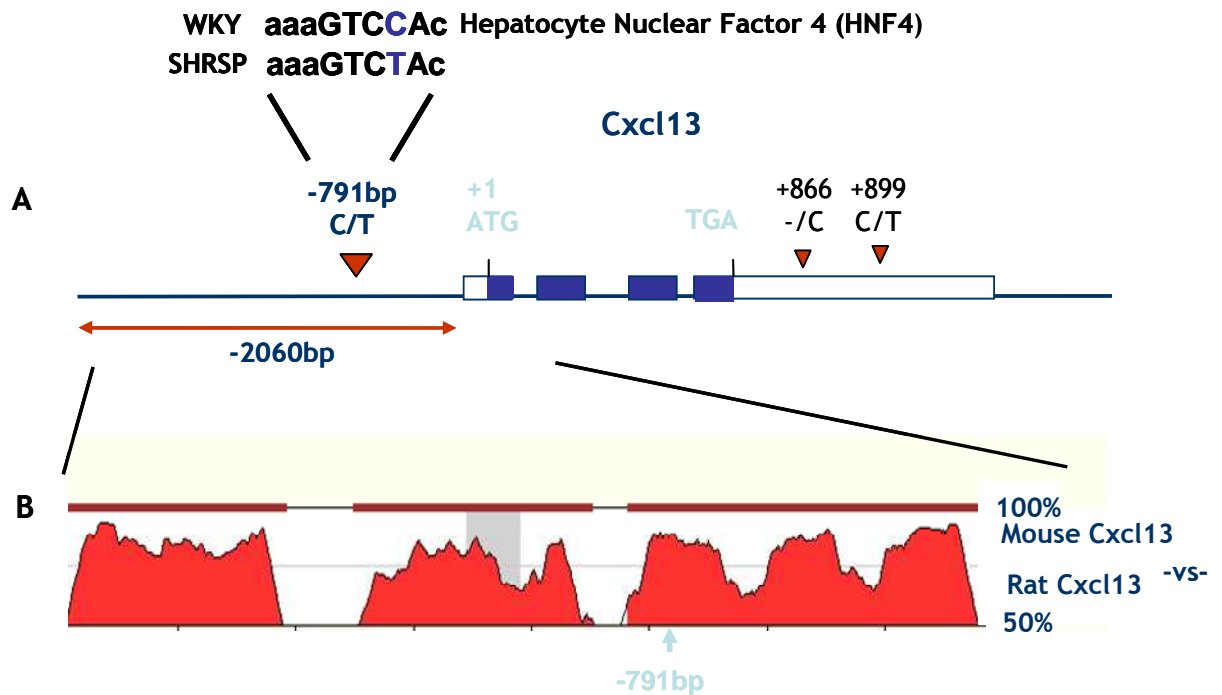 WKY aaaGTCCAc Hepatocyte Nuclear Factor 4 (HNF4)
SHRSP aaaGTCTAc
Cxcl13
A
-791bp
C/T
+1
ATG
TGA
+866
-/C
+899
C/T
-2060bp
B
100%
Mouse Cxcl13
-vs-
Rat Cxcl13
50%
-791bp